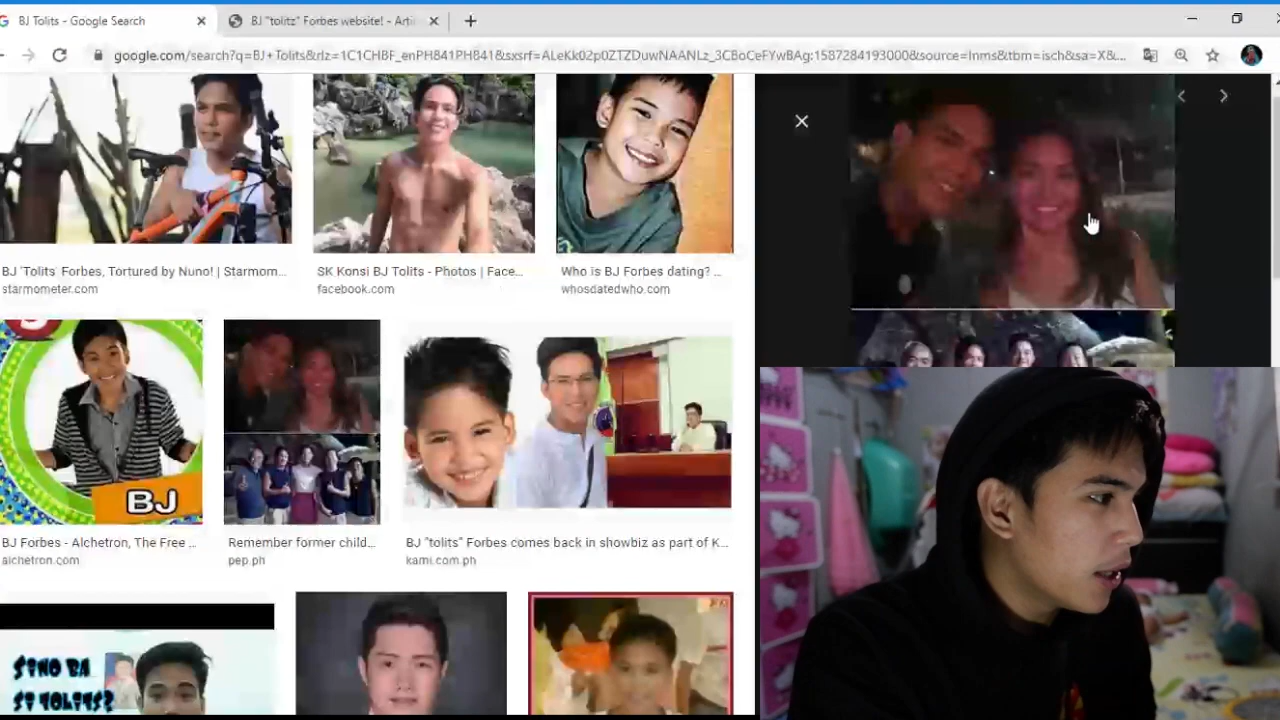 BJ Tolits - Google Search
BJ "tolitz" Forbes website! - Arti
google.com/search?q=BJ+Tolits&rlz=1C1CHBF_enPH841PH841&sxsrf=ALeKk02p0ZTZDuwNAANLz_3CBoCeFYwBAg:1587284193000&source=lnms&tbm=isch&sa=X&...
BJ 'Tolits' Forbes, Tortured by Nuno! | Starmom...
starmometer.com
SK Konsi BJ Tolits - Photos | Face...
facebook.com
Who is BJ Forbes dating? ...
whosdatedwho.com
BJ
BJ Forbes - Alchetron, The Free ...
alchetron.com
Remember former child...
pep.ph
BJ "tolits" Forbes comes back in showbiz as part of K...
kami.com.ph
SINO BA
SI TOLITS?